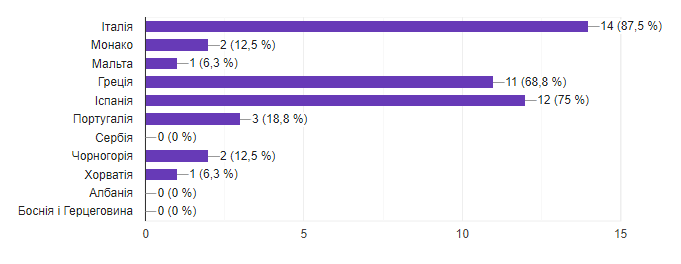 Італія 14 (87,5 %)
Монако 2 (12,5 %)
Мальта 1 (6,3 %)
Греція 11 (68,8 %)
Іспанія 12 (75 %)
Португалія 3 (18,8 %)
Сербія 0 (0 %)
Чорногорія 2 (12,5 %)
Хорватія 1 (6,3 %)
Албанія 0 (0 %)
Боснія і Герцеговина 0 (0 %)
0 5 10 15